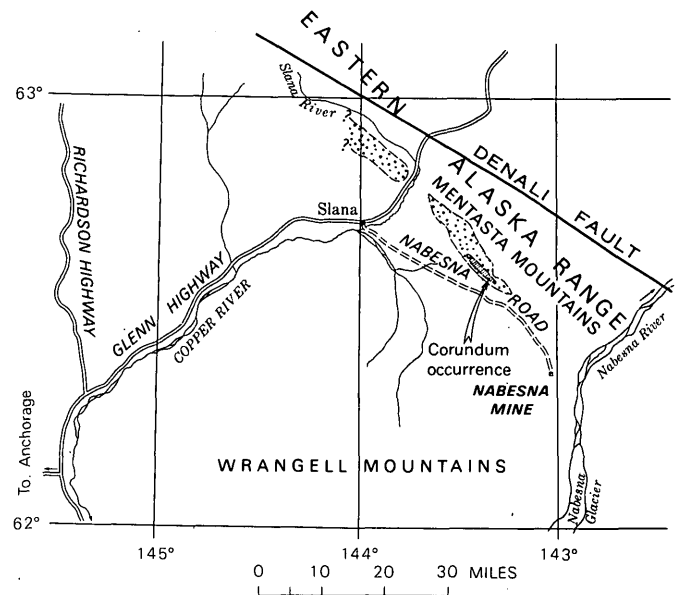 EASTERN
63°
Slana River
?
?
RICHARDSON HIGHWAY
ALASKA RANGE
DENALI FAULT
MENTASTA MOUNTAINS
Slana
NABESNA ROAD
GLENN HIGHWAY
COPPER RIVER
Corundum
occurrence
NABESNA
MINE
Nabesna River
To. Anchorage
WRANGELL MOUNTAINS
Nabesna
Glacier
62°
145°
144°
143°
0 10 20 30 MILES